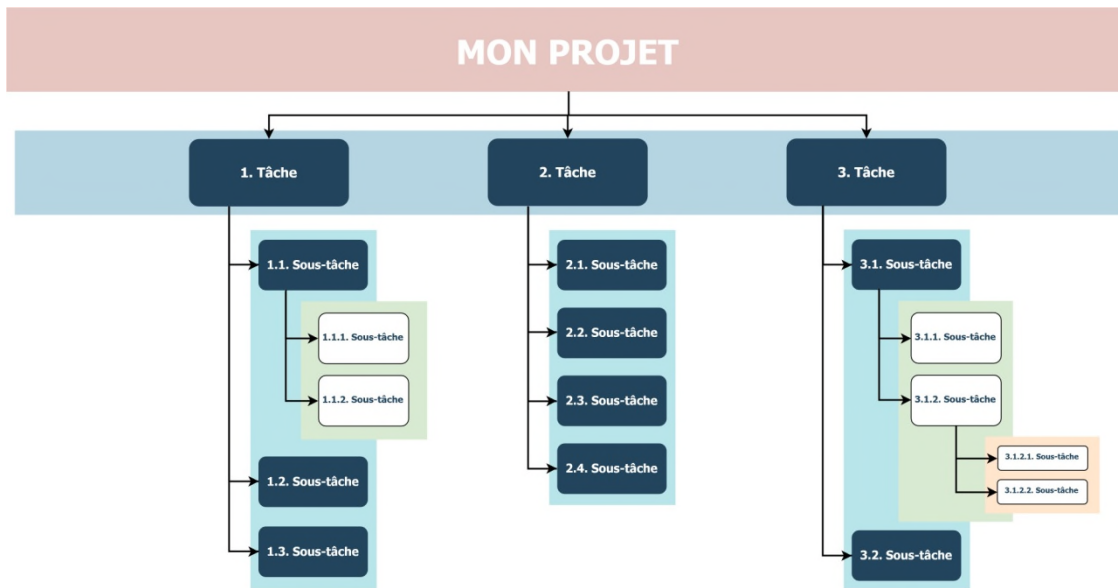 MON PROJET
1. Tâche
2. Tâche
3. Tâche
1.1. Sous-tâche
1.1.1. Sous-tâche
1.1.2. Sous-tâche
1.2. Sous-tâche
1.3. Sous-tâche
2.1. Sous-tâche
2.2. Sous-tâche
2.3. Sous-tâche
2.4. Sous-tâche
3.1. Sous-tâche
3.1.1. Sous-tâche
3.1.2. Sous-tâche
3.1.2.1. Sous-tâche
3.1.2.2. Sous-tâche
3.2. Sous-tâche